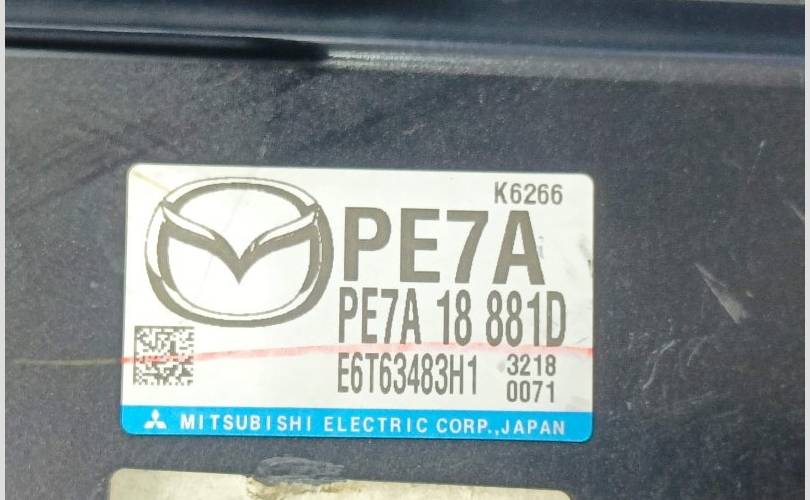 K6266
PE7A
PE7A 18 881D
E6T63483H1 3218
0071
MITSUBISHI ELECTRIC CORP.,JAPAN